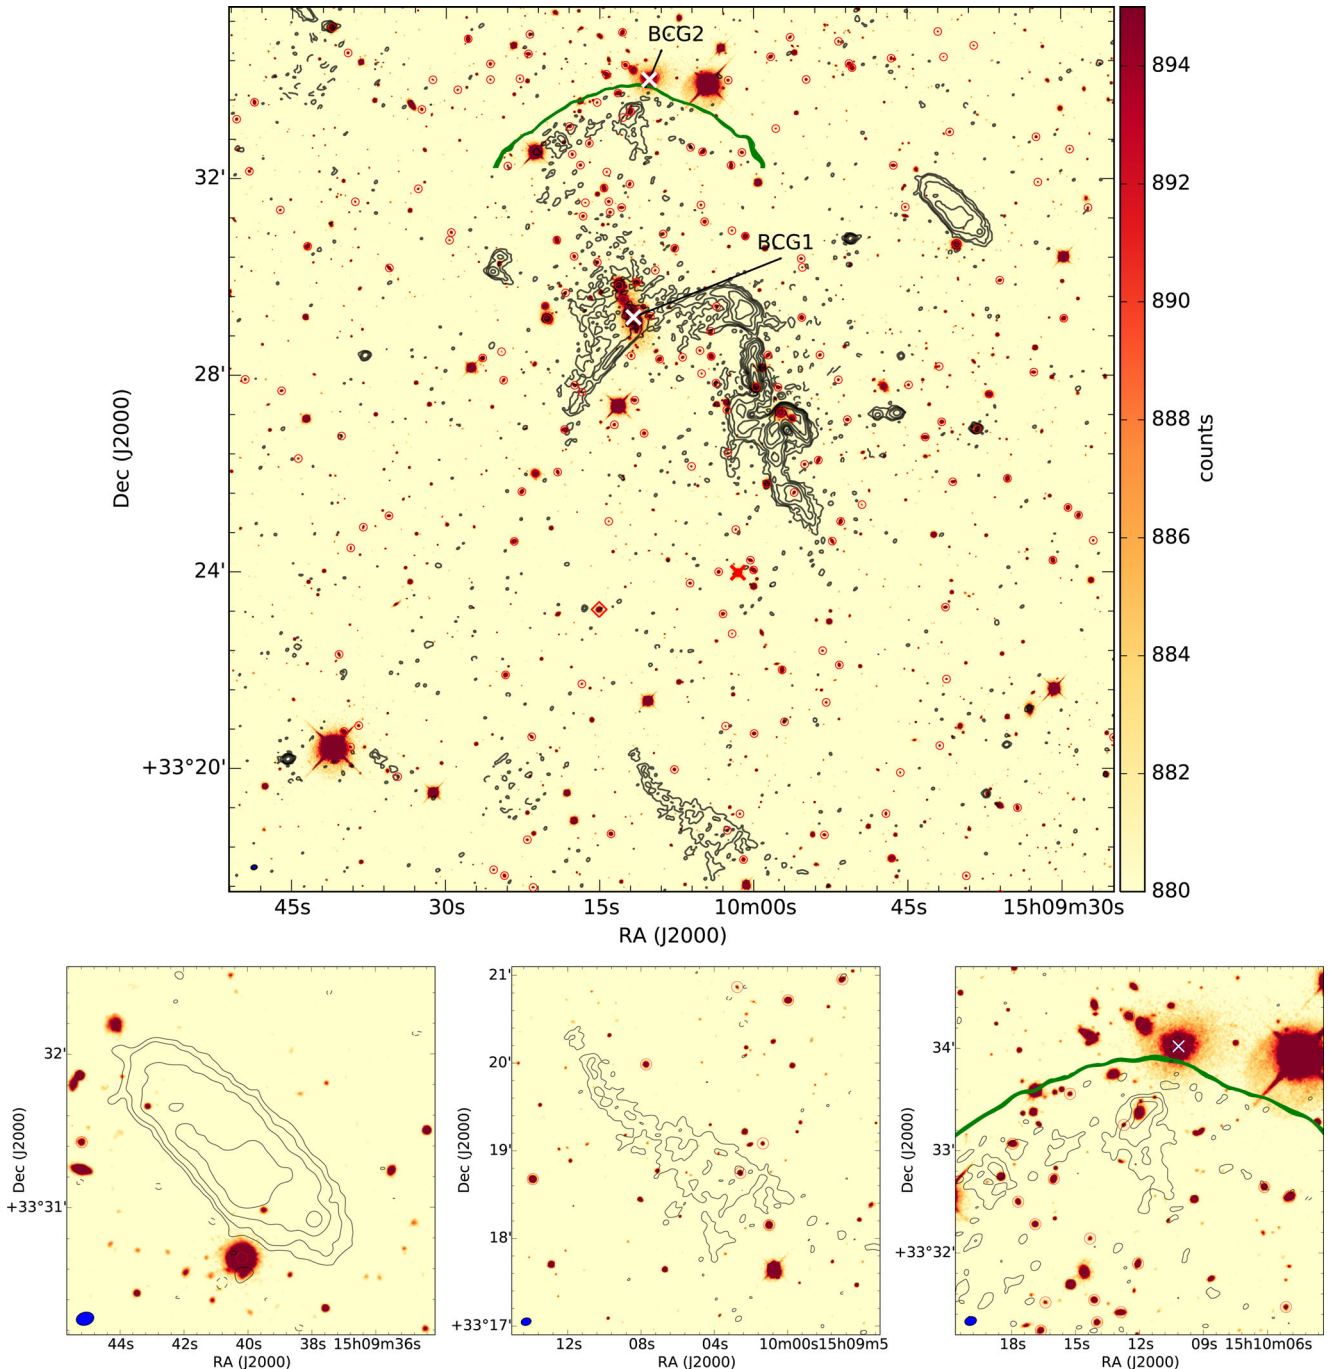 BCG2
BCG1
32'
28'
24'
+33°20'
Dec (J2000)
45s 30s 15s 10m00s 45s 15h09m30s
RA (J2000)
894
892
890
888
886
884
882
880
counts
32'
+33°31'
Dec (J2000)
44s 42s 40s 38s 15h09m36s
RA (J2000)
21'
20'
19'
18'
+33°17'
Dec (J2000)
12s 08s 04s 10m00s15h09m5
RA (J2000)
34'
33'
+33°32'
Dec (J2000)
18s 15s 12s 09s 15h10m06s
RA (J2000)